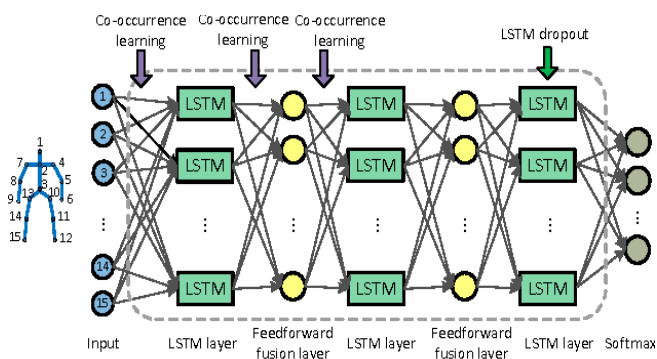 Co-occurrence
learning
Co-occurrence
learning
Co-occurrence
learning
LSTM dropout
1
2
3
14
15
1
7
4
2
8
3
5
13
10
9
6
14
11
15
12
LSTM
LSTM
LSTM
LSTM
LSTM
LSTM
LSTM
LSTM
LSTM
...
...
...
...
...
...
...
Input
LSTM layer
Feedforward
fusion layer
LSTM layer
Feedforward
fusion layer
LSTM layer
Softmax